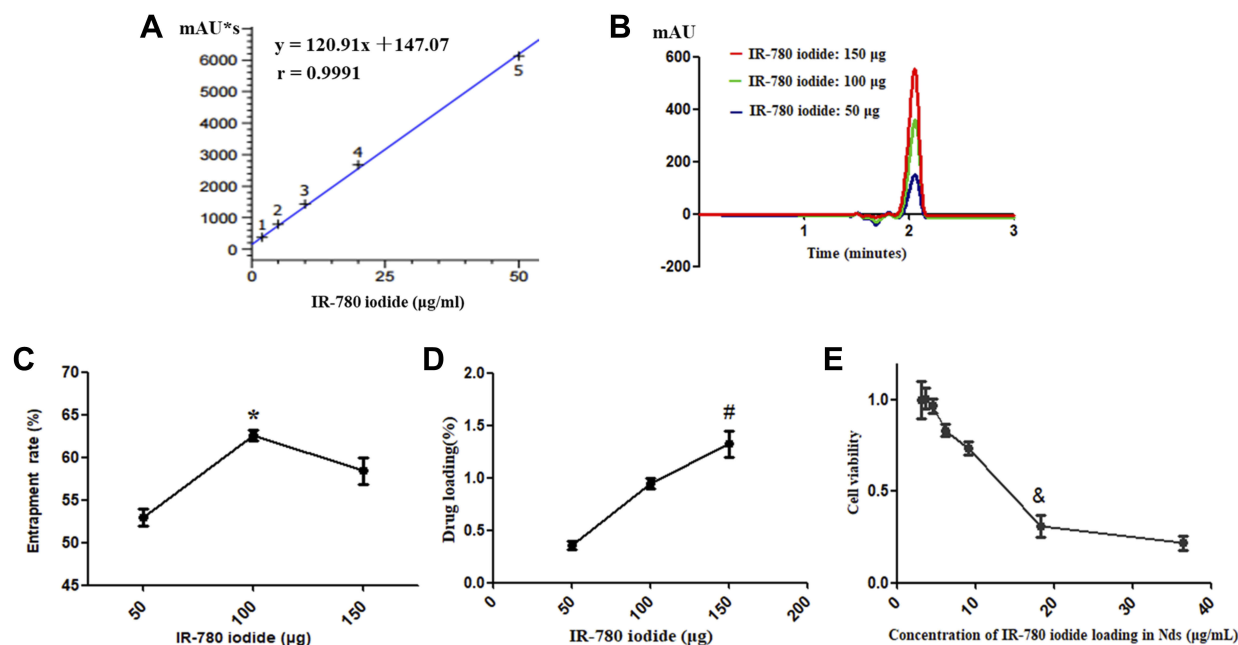 A
mAU*s
y = 120.91x + 147.07
r = 0.9991
6000
5000
4000
3000
2000
1000
0
1
2
3
4
5
0
25
50
IR-780 iodide (µg/ml)
B
mAU
IR-780 iodide: 150 µg
IR-780 iodide: 100 µg
IR-780 iodide: 50 µg
600
400
200
0
-200
1
2
3
Time (minutes)
C
Entrapment rate (%)
70
65
60
55
50
45
*
50
100
150
IR-780 iodide (µg)
D
Drug loading(%)
2.0
1.5
1.0
0.5
0.0
#
0
50
100
150
200
IR-780 iodide (µg)
E
Cell viability
1.0
0.5
0.0
&
0
10
20
30
40
Concentration of IR-780 iodide loading in Nds (µg/mL)